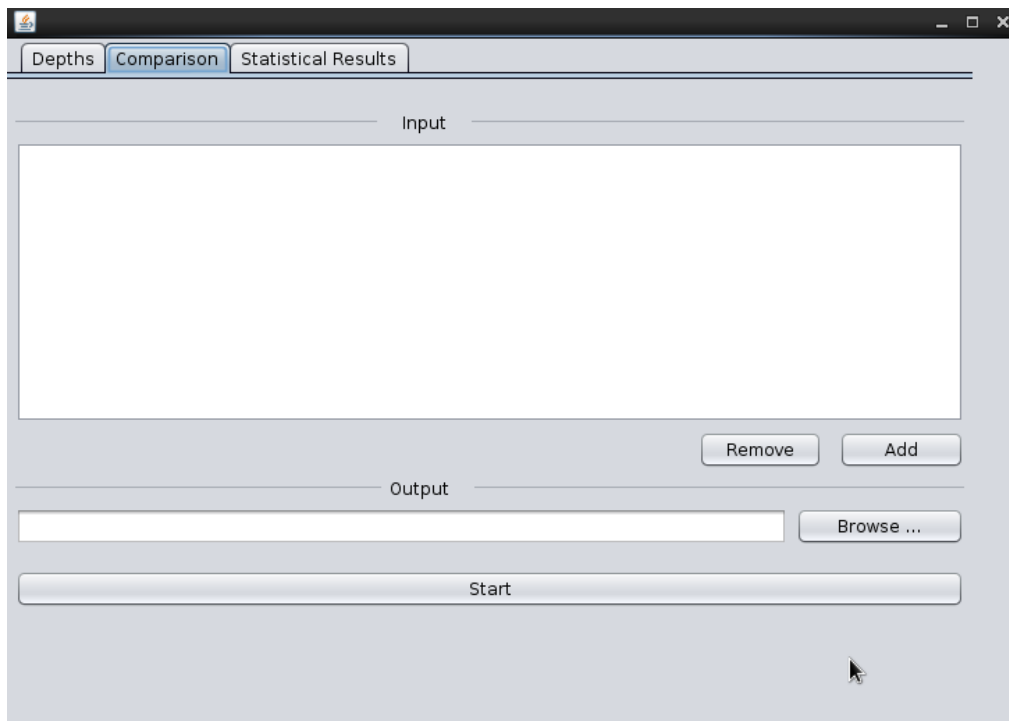 Depths Comparison Statistical Results
Input
Remove Add
Output
Browse ...
Start